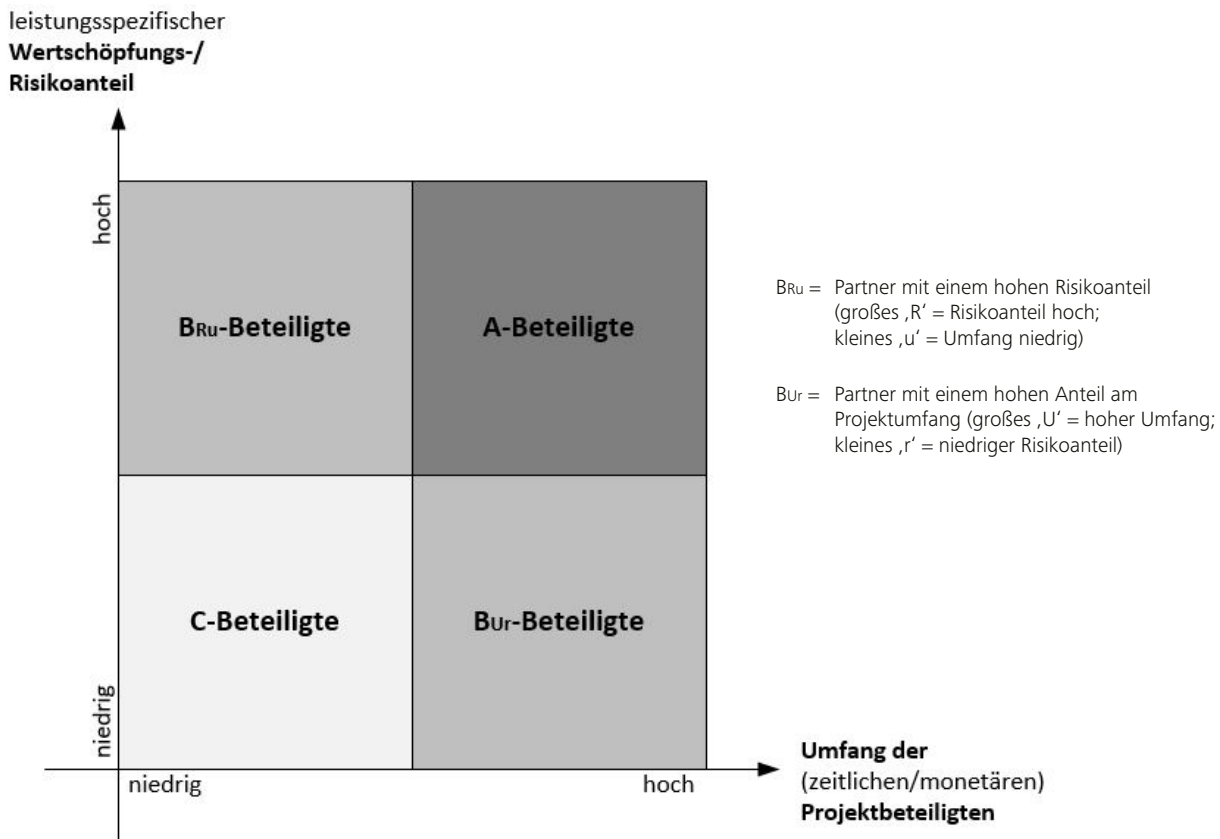 leistungsspezifischer
Wertschöpfungs-/
Risikoanteil
hoch
BRu-Beteiligte
A-Beteiligte
BRu = Partner mit einem hohen Risikoanteil
(großes ‚R‘ = Risikoanteil hoch;
kleines ‚u‘ = Umfang niedrig)
BUr = Partner mit einem hohen Anteil am
Projektumfang (großes ‚U‘ = hoher Umfang;
kleines ‚r‘ = niedriger Risikoanteil)
C-Beteiligte
BUr-Beteiligte
niedrig
niedrig
hoch
Umfang der
(zeitlichen/monetären)
Projektbeteiligten